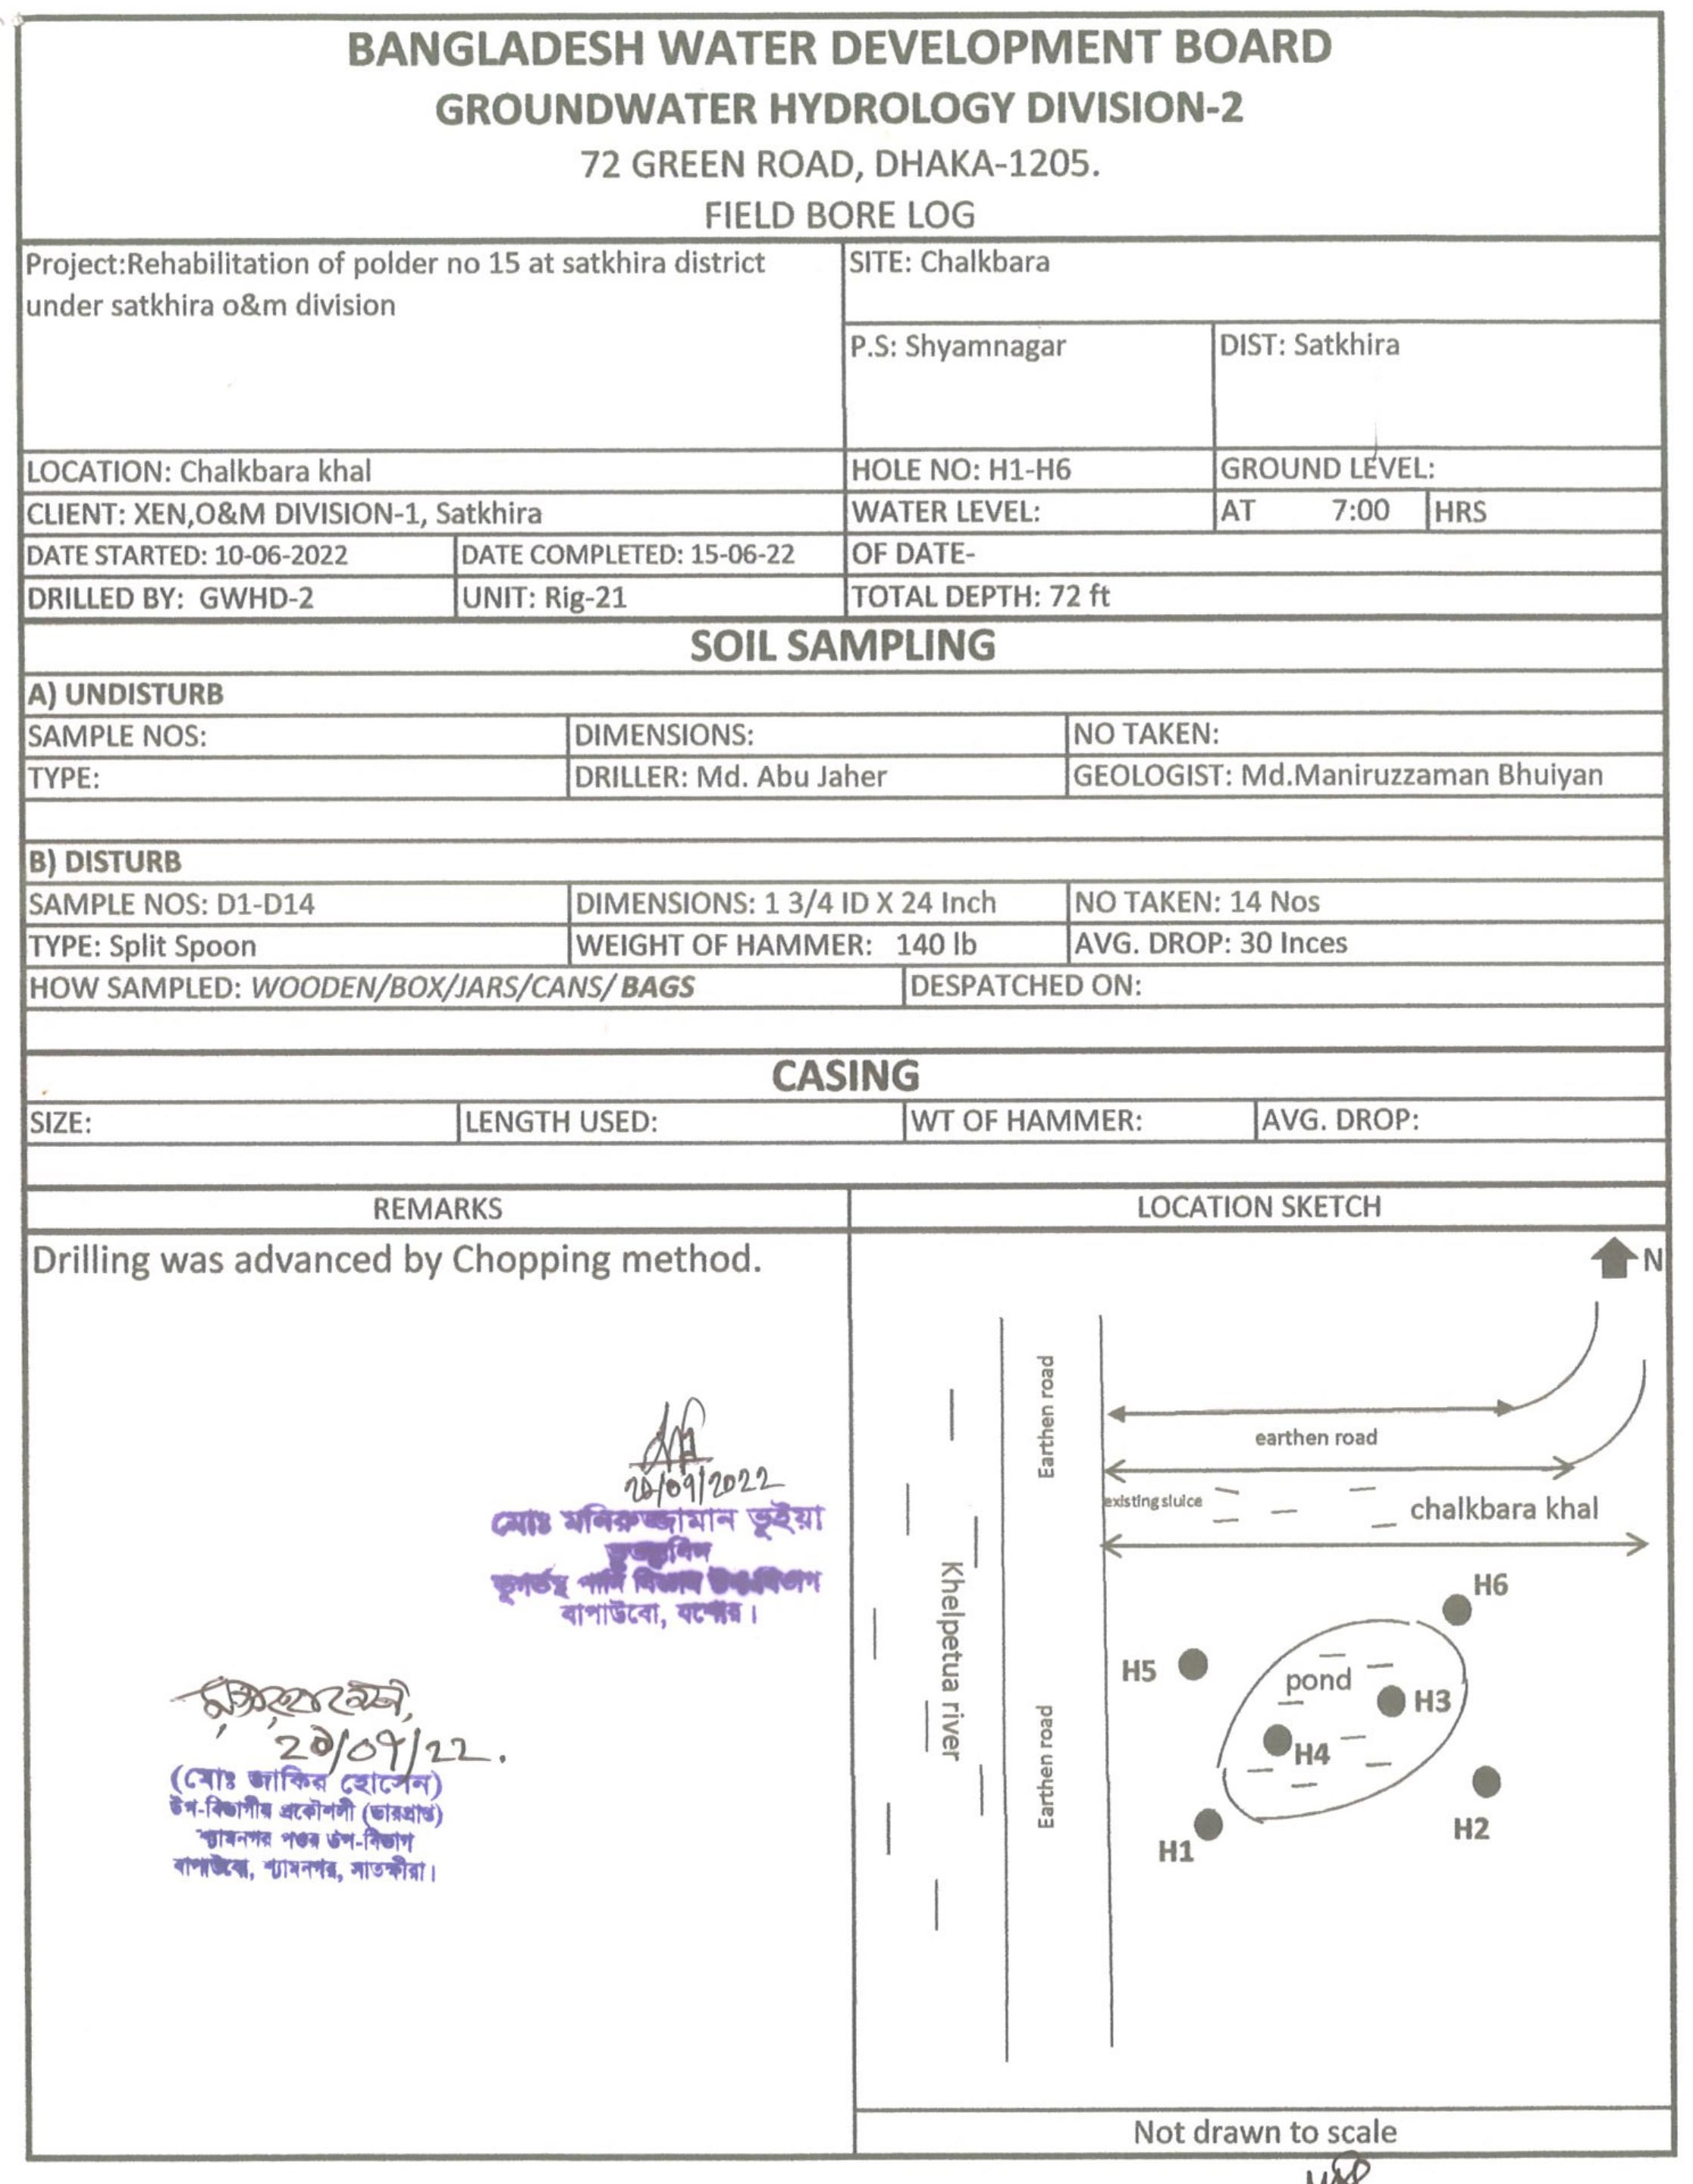 BANGLADESH WATER DEVELOPMENT BOARD
GROUNDWATER HYDROLOGY DIVISION-2
72 GREEN ROAD, DHAKA-1205.
FIELD BORE LOG
Project:Rehabilitation of polder no 15 at satkhira district
under satkhira o&m division
SITE: Chalkbara
P.S: Shyamnagar DIST: Satkhira
LOCATION: Chalkbara khal HOLE NO: H1-H6 GROUND LEVEL:
CLIENT: XEN,O&M DIVISION-1, Satkhira WATER LEVEL: AT 7:00 HRS
DATE STARTED: 10-06-2022 DATE COMPLETED: 15-06-22 OF DATE-
DRILLED BY: GWHD-2 UNIT: Rig-21 TOTAL DEPTH: 72 ft
SOIL SAMPLING
A) UNDISTURB
SAMPLE NOS: DIMENSIONS: NO TAKEN:
TYPE: DRILLER: Md. Abu Jaher GEOLOGIST: Md.Maniruzzaman Bhuiyan
B) DISTURB
SAMPLE NOS: D1-D14 DIMENSIONS: 1 3/4 ID X 24 Inch NO TAKEN: 14 Nos
TYPE: Split Spoon WEIGHT OF HAMMER: 140 lb AVG. DROP: 30 Inces
HOW SAMPLED: WOODEN/BOX/JARS/CANS/ BAGS DESPATCHED ON:
CASING
SIZE: LENGTH USED: WT OF HAMMER: AVG. DROP:
REMARKS
Drilling was advanced by Chopping method.
20/09/2022
মোঃ মনিরুজ্জামান ভূইয়া
ভূগর্ভস্থ পানি বিজ্ঞান উপ-বিভাগ
বাপাউবো, যশোর।
20/09/22.
(মোঃ জাকির হোসেন)
উপ-বিভাগীয় প্রকৌশলী (ভারপ্রাপ্ত)
শ্যামনগর পওর উপ-বিভাগ
বাপাউবো, শ্যামনগর, সাতক্ষীরা।
LOCATION SKETCH
N
Earthen road
earthen road
existing sluice
chalkbara khal
Khelpetua river
H6
H5
pond
H3
H4
Earthen road
H2
H1
Not drawn to scale